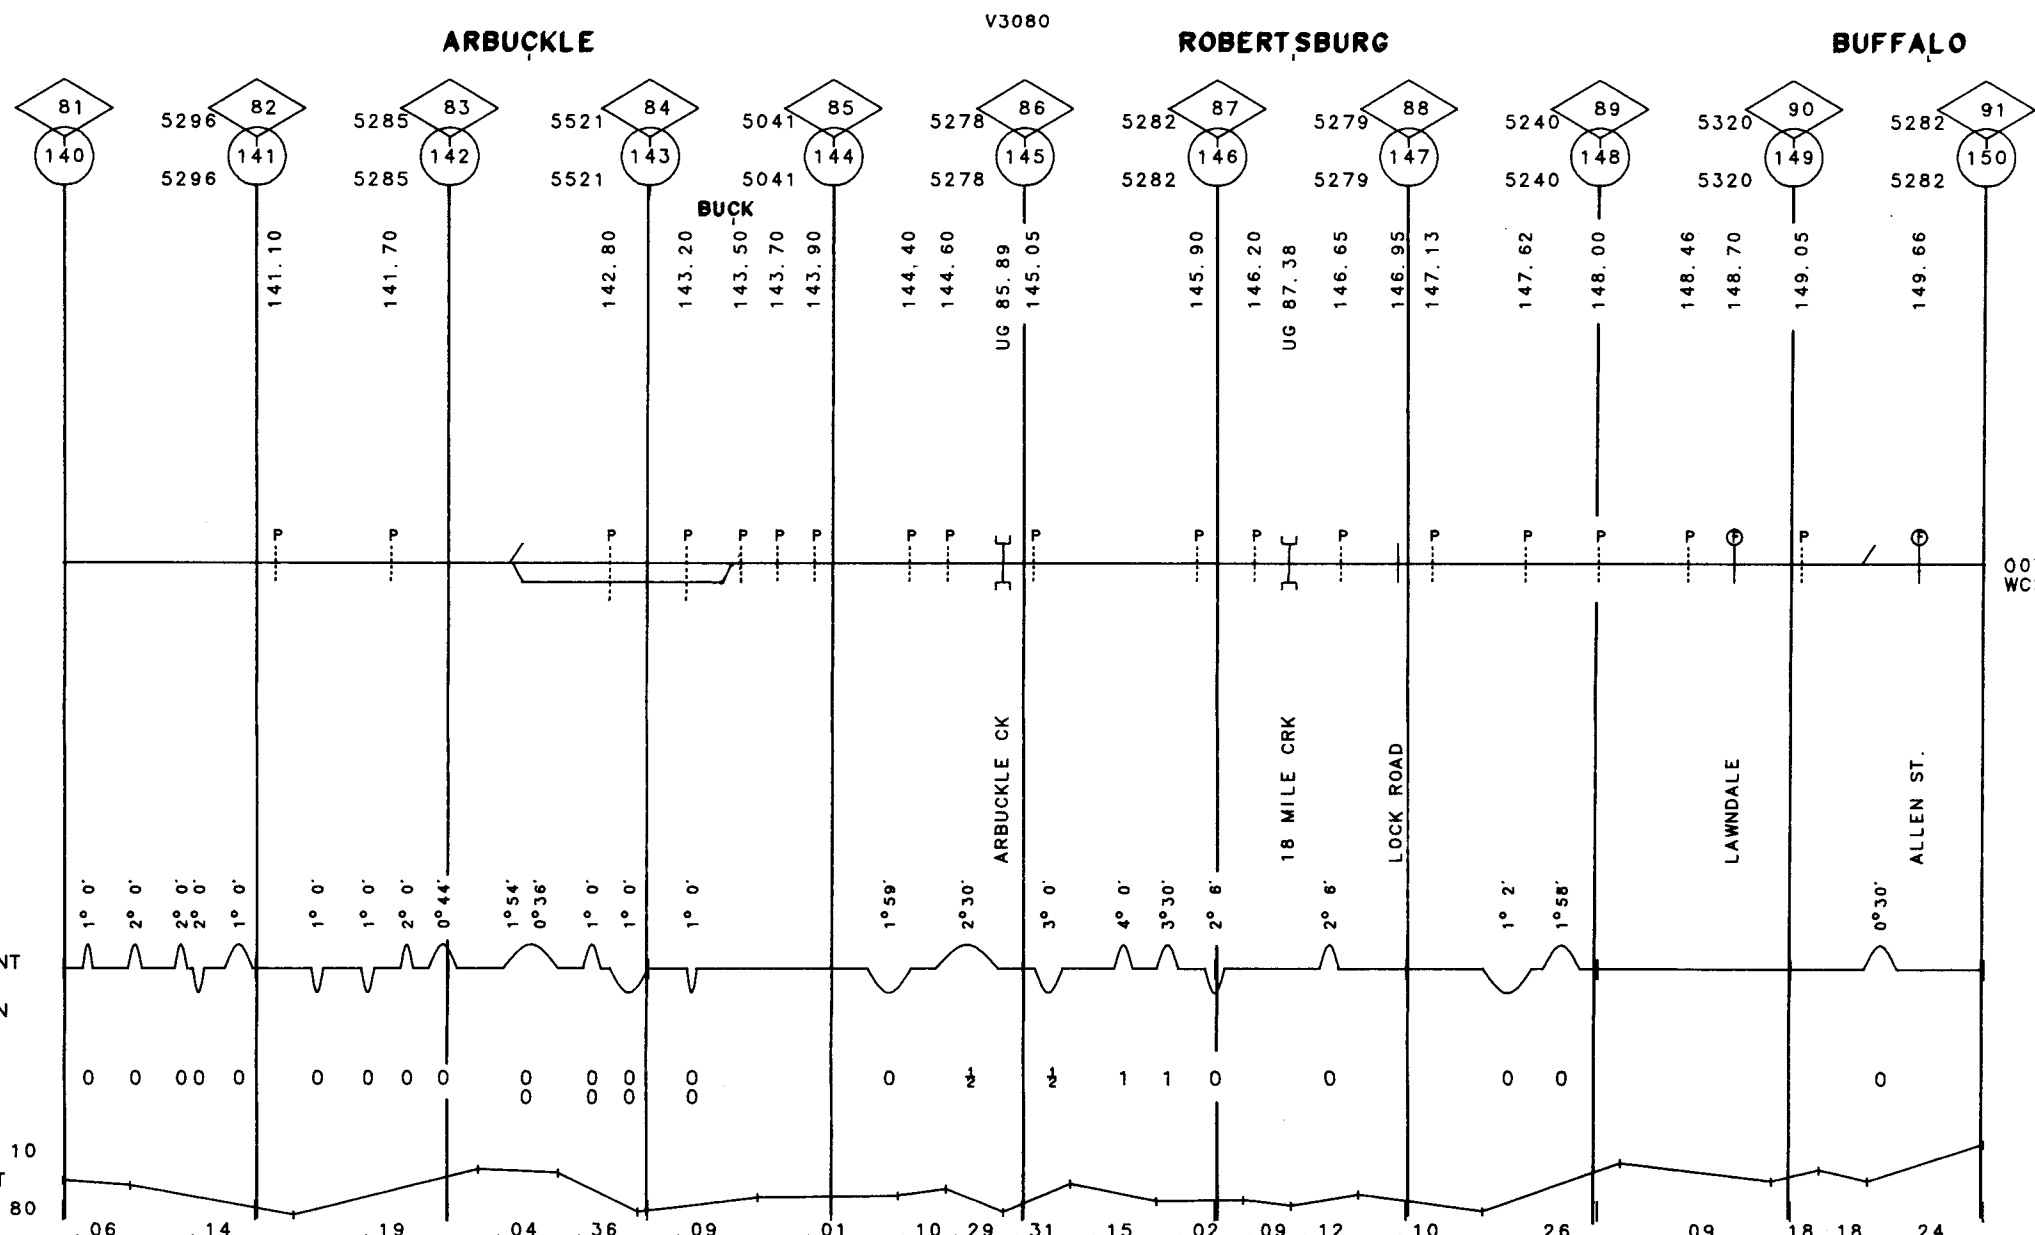 V3080
ARBUCKLE ROBERTSBURG BUFFALO
81 82 83 84 85 86 87 88 89 90 91
5296 5285 5521 5041 5278 5282 5279 5240 5320 5282
140 141 142 143 144 145 146 147 148 149 150
5296 5285 5521 5041 5278 5282 5279 5240 5320 5282
BUCK
141.10 141.70 142.80 143.20 143.50 143.70 143.90 144.40 144.60 UG 85.89 145.05 145.90 146.20 UG 87.38 146.65 146.95 147.13 147.62 148.00 148.46 148.70 149.05 149.66
P P P P P P P P P P P P P P P P P P P P
00
WC
ARBUCKLE CK 18 MILE CRK LOCK ROAD LAWNDALE ALLEN ST.
1° 0' 2° 0' 2° 0' 2° 0' 1° 0' 1° 0' 1° 0' 2° 0' 0°44' 1°54' 0°36' 1° 0' 1° 0' 1° 0' 1°59' 2°30' 3° 0' 4° 0' 3°30' 2° 6' 2° 6' 1° 2' 1°58' 0°30'
NT
N
0 0 0 0 0 0 0 0 0 0 0 0 0 0 ½ ½ 1 1 0 0 0 0 0
0 0 0 0
10
T
80
.06 .14 .19 .04 .36 .09 .01 .10 .29 .31 .15 .02 .09 .12 .10 .26 .09 .18 .18 .24